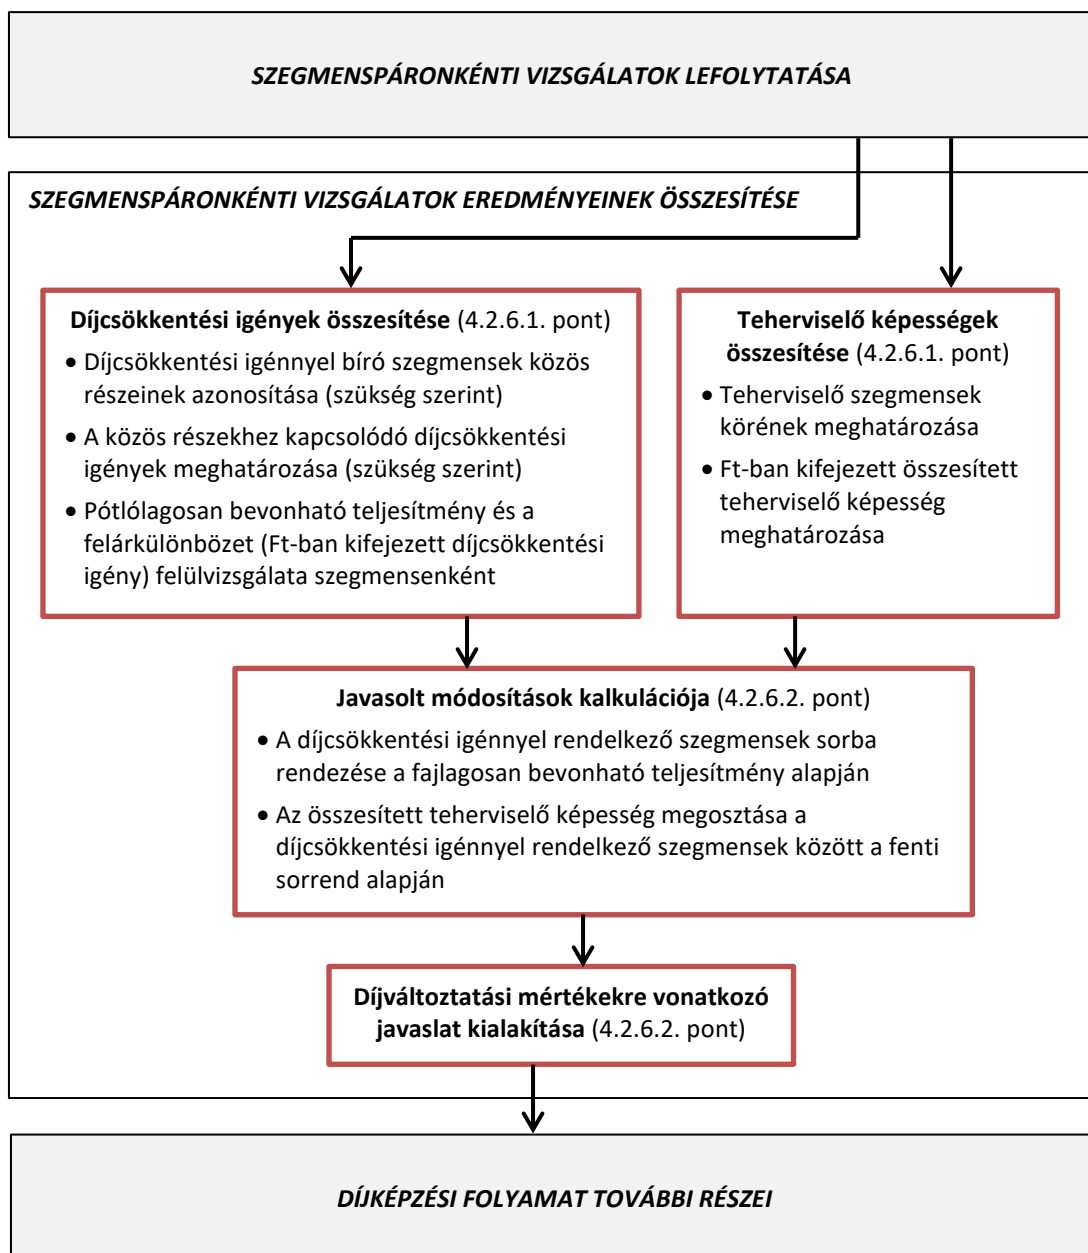 SZEGMENSPÁRONKÉNTI VIZSGÁLATOK LEFOLYTATÁSA
SZEGMENSPÁRONKÉNTI VIZSGÁLATOK EREDMÉNYEINEK ÖSSZESÍTÉSE
Díjcsökkentési igények összesítése (4.2.6.1. pont)
• Díjcsökkentési igénnyel bíró szegmensek közös
részeinek azonosítása (szükség szerint)
• A közös részekhez kapcsolódó díjcsökkentési
igények meghatározása (szükség szerint)
• Pótlólagosan bevonható teljesítmény és a
felárkülönbözet (Ft-ban kifejezett díjcsökkentési
igény) felülvizsgálata szegmensenként
Teherviselő képességek
összesítése (4.2.6.1. pont)
• Teherviselő szegmensek
körének meghatározása
• Ft-ban kifejezett összesített
teherviselő képesség
meghatározása
Javasolt módosítások kalkulációja (4.2.6.2. pont)
• A díjcsökkentési igénnyel rendelkező szegmensek sorba
rendezése a fajlagosan bevonható teljesítmény alapján
• Az összesített teherviselő képesség megosztása a
díjcsökkentési igénnyel rendelkező szegmensek között a fenti
sorrend alapján
Díjváltoztatási mértékekre vonatkozó
javaslat kialakítása (4.2.6.2. pont)
DÍJKÉPZÉSI FOLYAMAT TOVÁBBI RÉSZEI